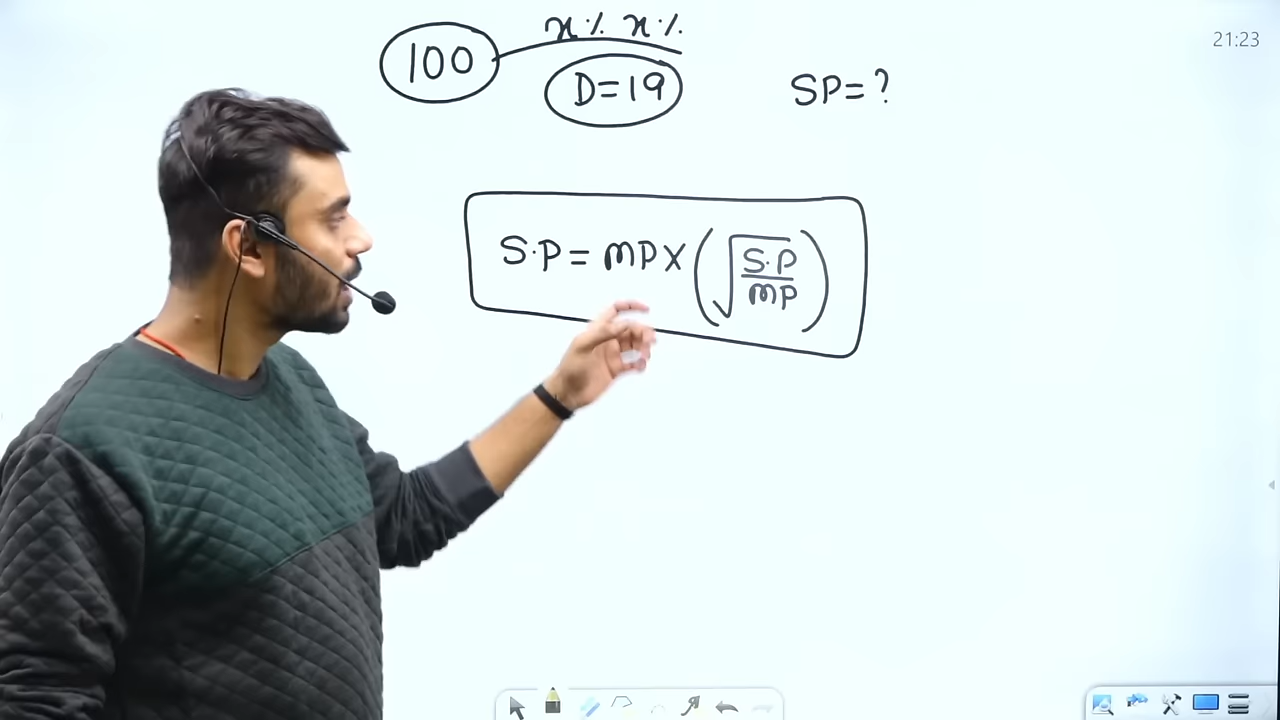 x% x%
100
D=19
SP=?
21:23
S.P = MP X (√S.P/MP)